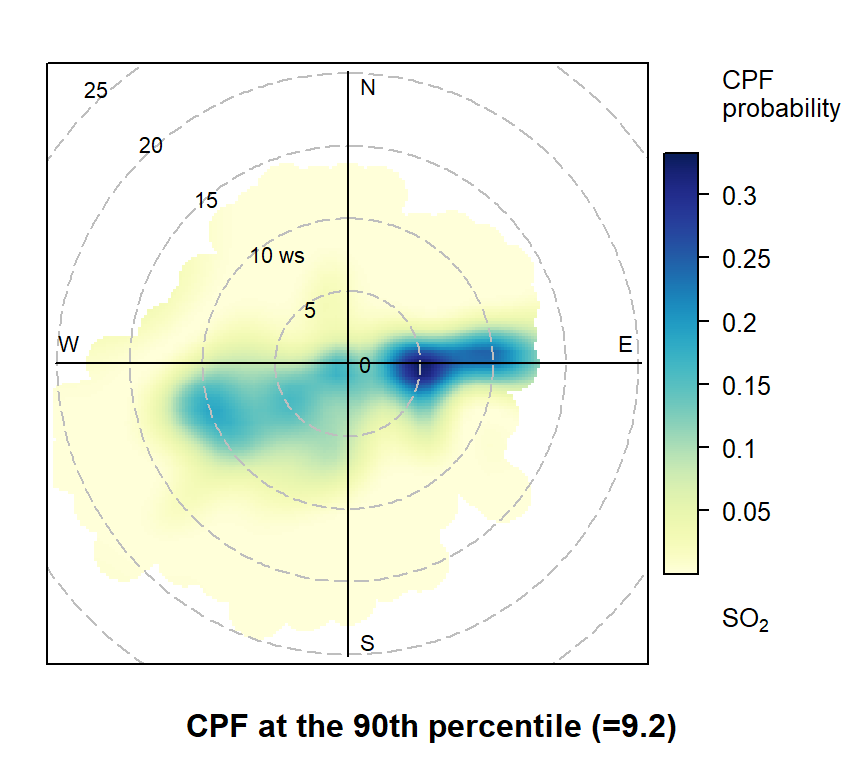 CPF
probability
25
N
20
15
10 ws
5
W
0
E
0.3
0.25
0.2
0.15
0.1
0.05
S
SO₂
CPF at the 90th percentile (=9.2)